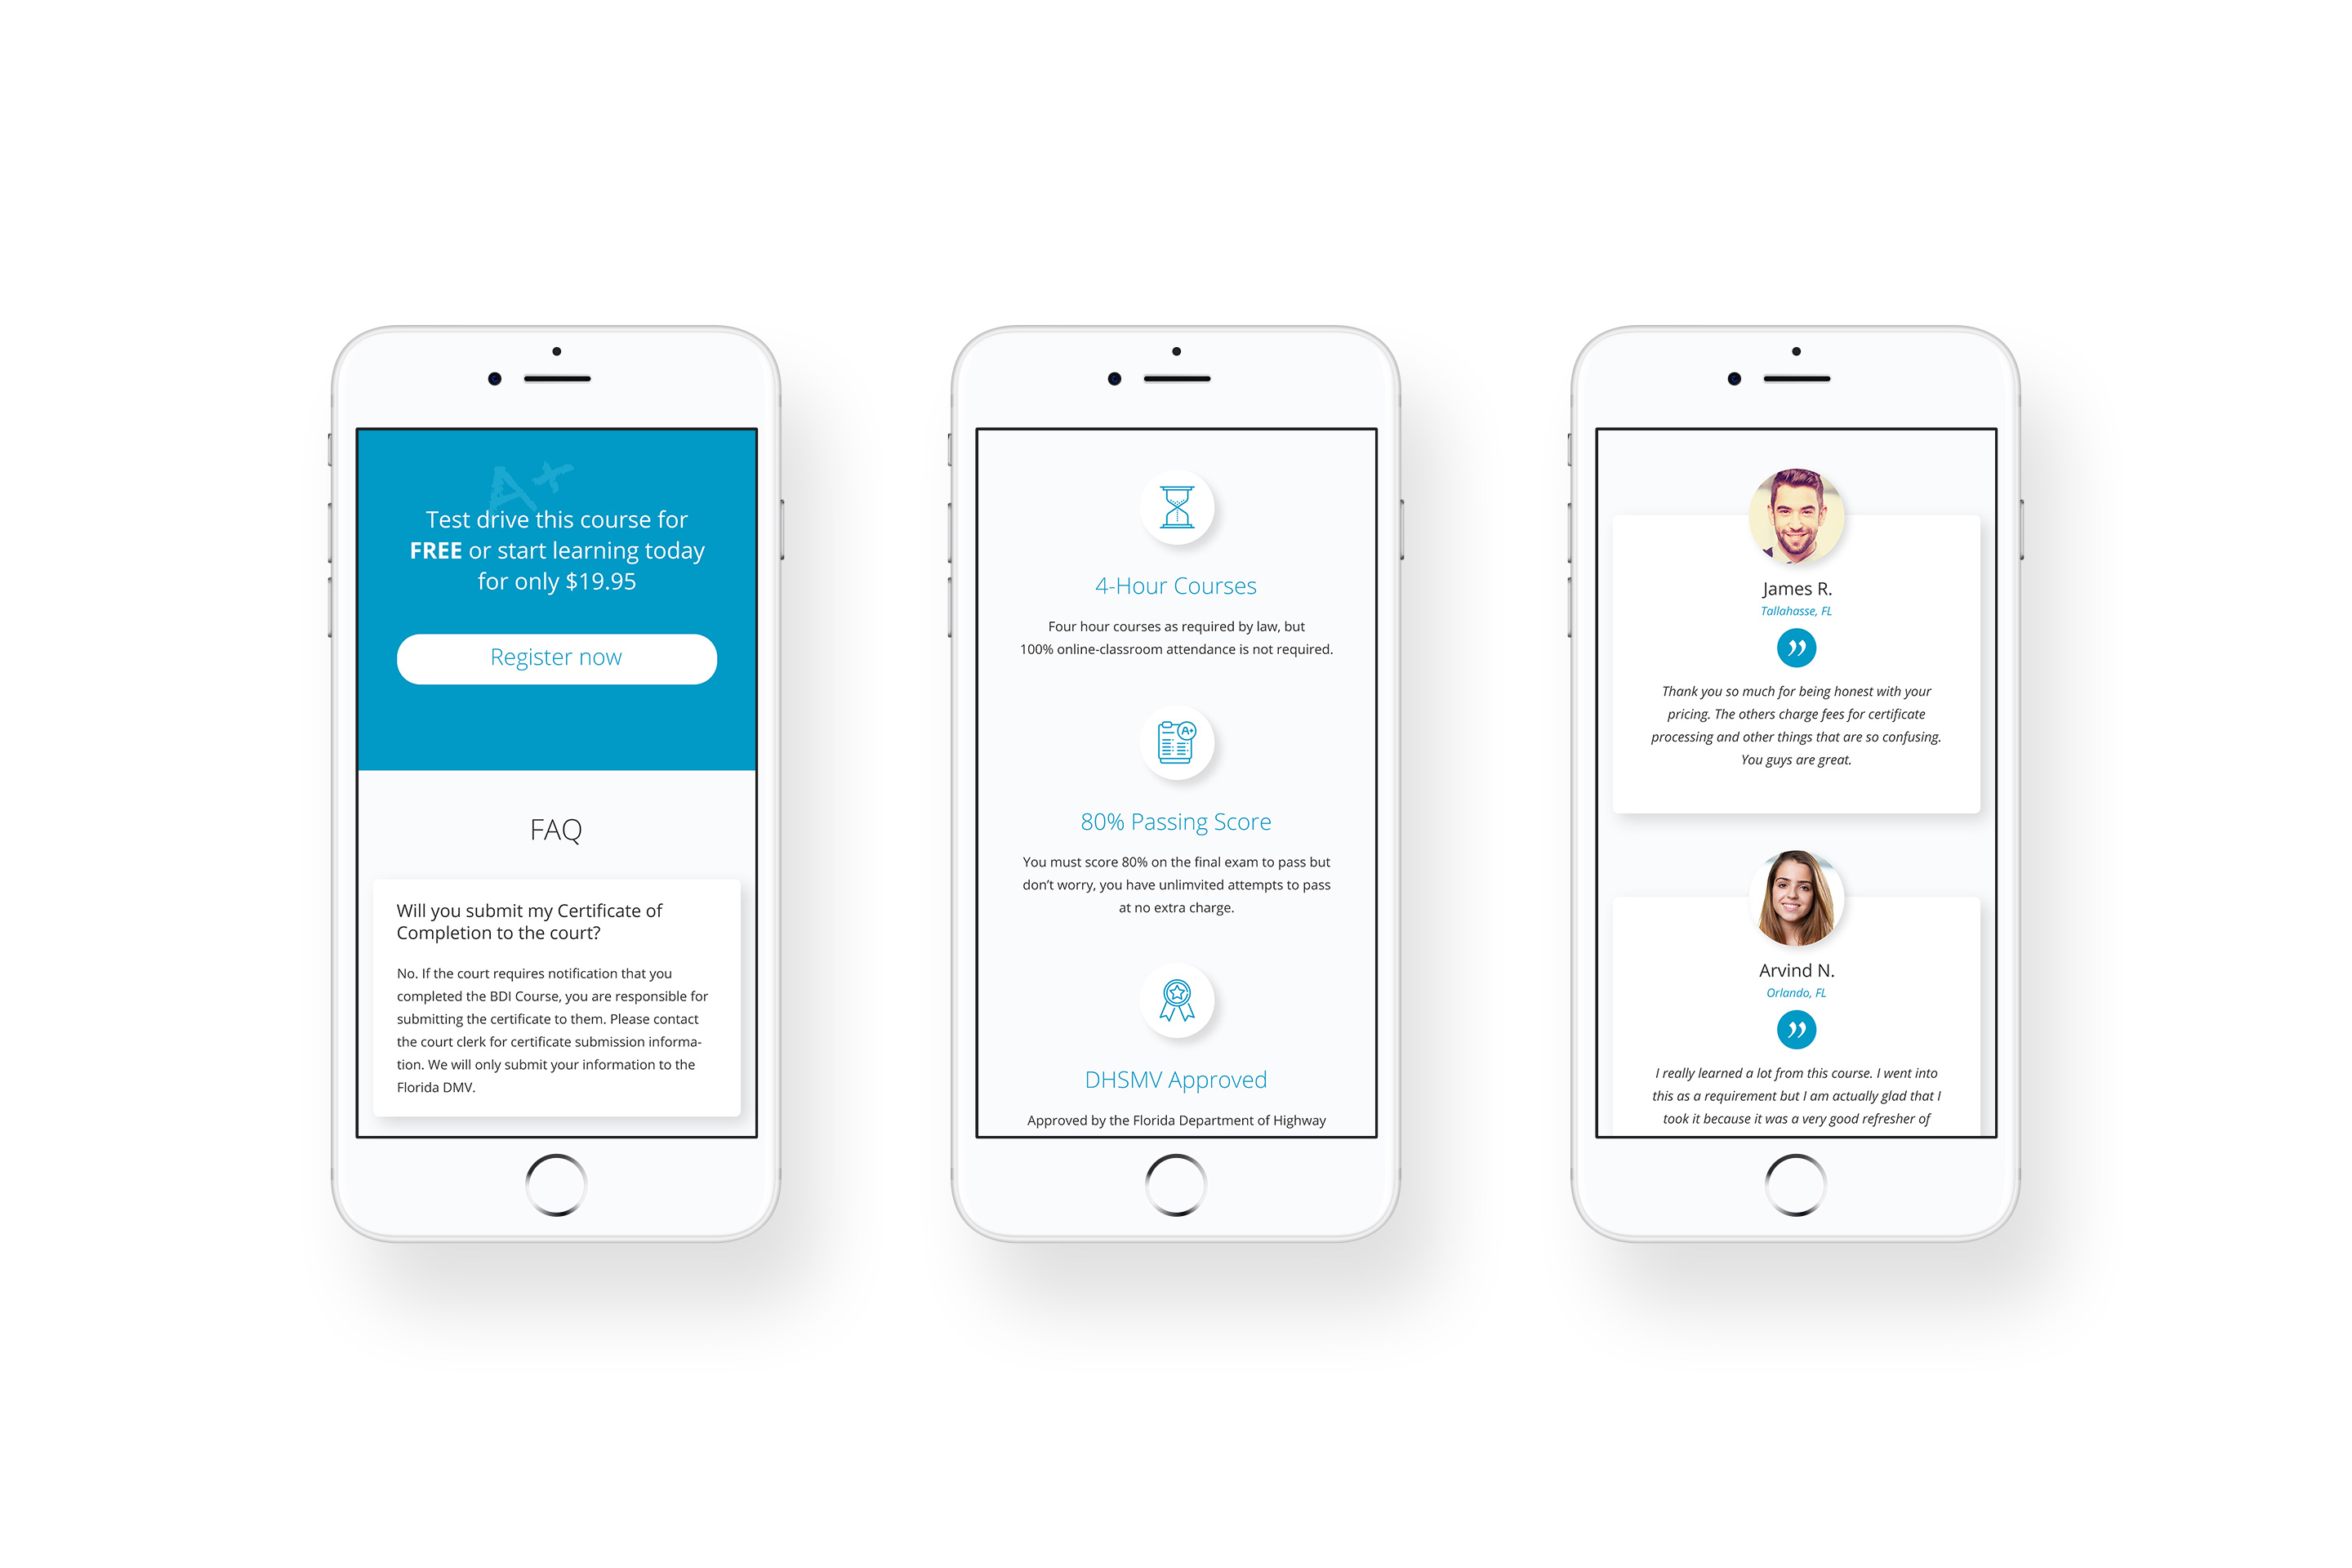 A+
Test drive this course for
FREE or start learning today
for only $19.95
Register now
FAQ
Will you submit my Certificate of
Completion to the court?
No. If the court requires notification that you
completed the BDI Course, you are responsible for
submitting the certificate to them. Please contact
the court clerk for certificate submission informa-
tion. We will only submit your information to the
Florida DMV.
4-Hour Courses
Four hour courses as required by law, but
100% online-classroom attendance is not required.
A+
80% Passing Score
You must score 80% on the final exam to pass but
don’t worry, you have unlimvited attempts to pass
at no extra charge.
DHSMV Approved
Approved by the Florida Department of Highway
James R.
Tallahasse, FL
”
Thank you so much for being honest with your
pricing. The others charge fees for certificate
processing and other things that are so confusing.
You guys are great.
Arvind N.
Orlando, FL
”
I really learned a lot from this course. I went into
this as a requirement but I am actually glad that I
took it because it was a very good refresher of